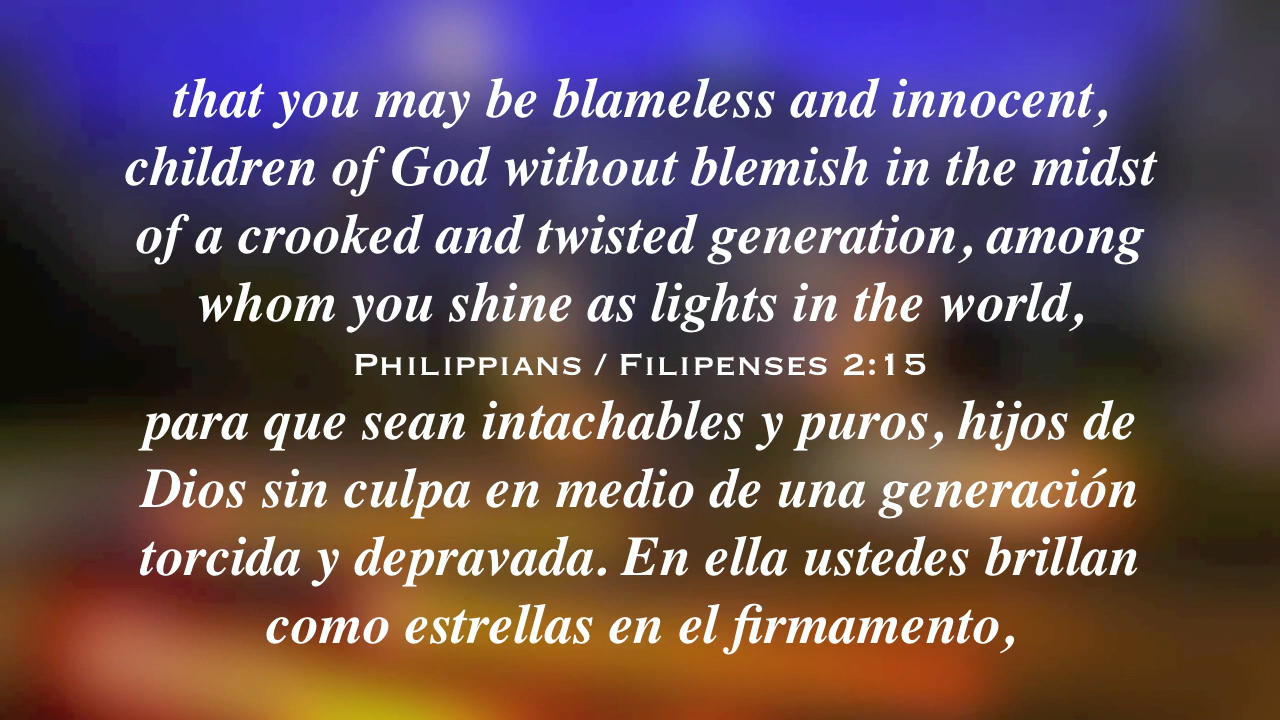 that you may be blameless and innocent,
children of God without blemish in the midst
of a crooked and twisted generation, among
whom you shine as lights in the world,
Philippians / Filipenses 2:15
para que sean intachables y puros, hijos de
Dios sin culpa en medio de una generación
torcida y depravada. En ella ustedes brillan
como estrellas en el firmamento,